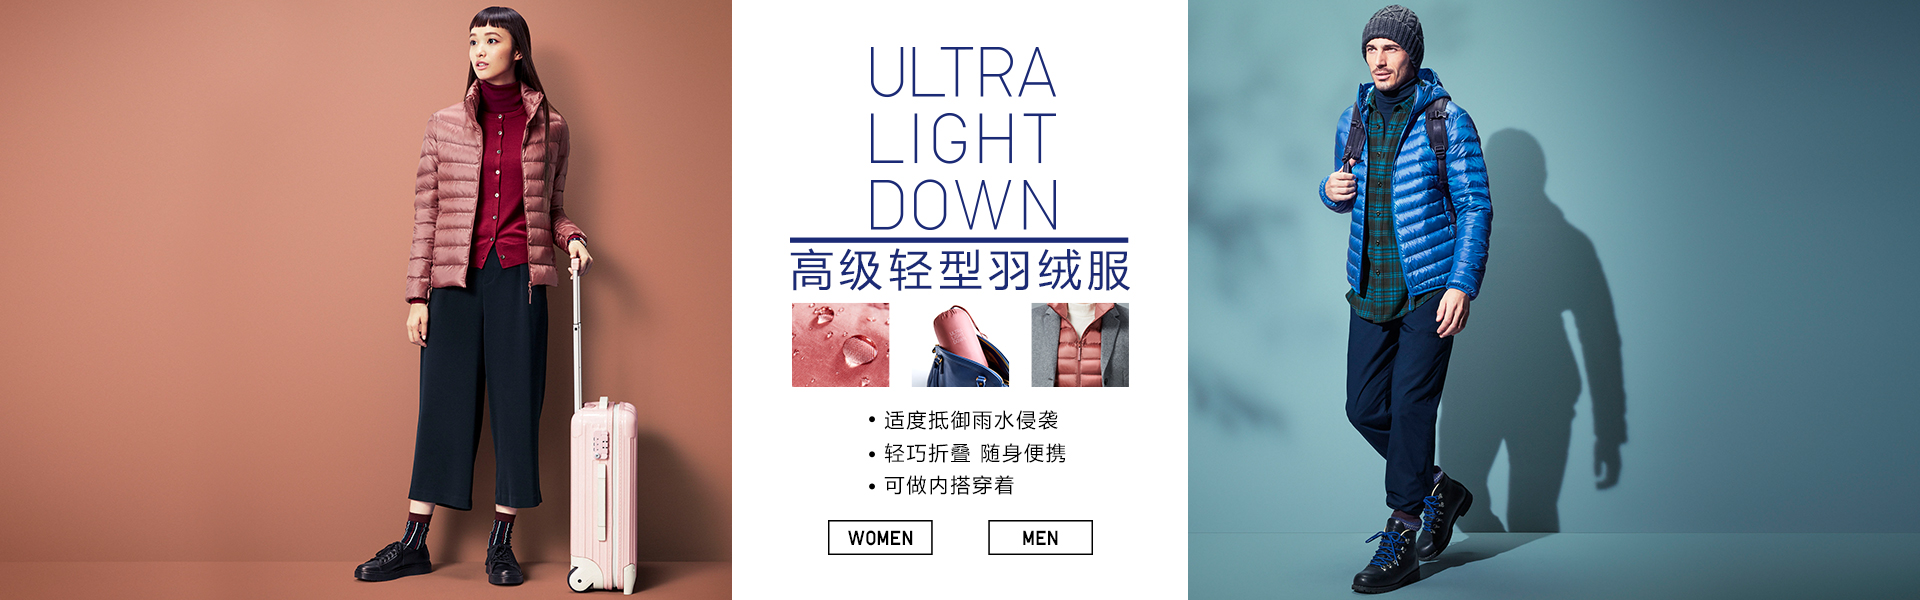 ULTRA
LIGHT
DOWN
高级轻型羽绒服
• 适度抵御雨水侵袭
• 轻巧折叠 随身便携
• 可做内搭穿着
WOMEN
MEN